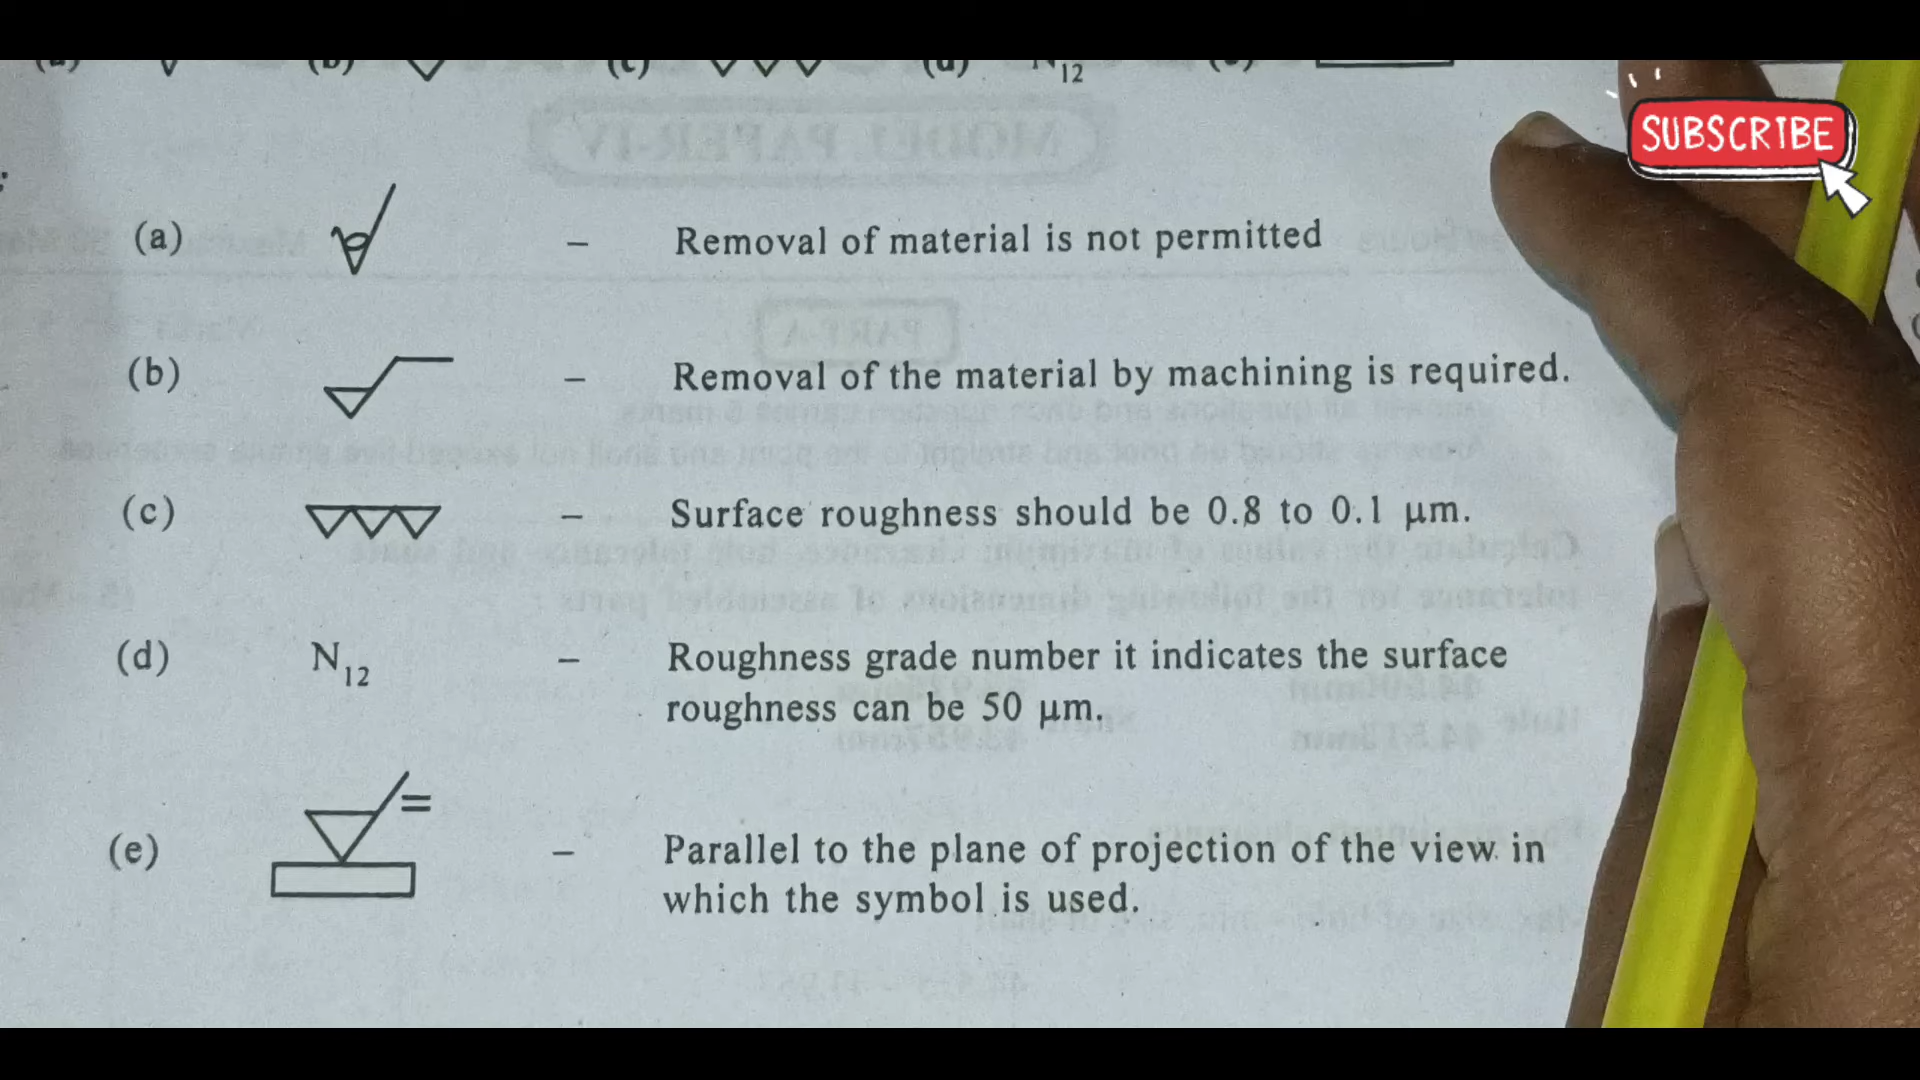 (b) (c) (d) N12
SUBSCRIBE
(a) – Removal of material is not permitted
(b) – Removal of the material by machining is required.
(c) – Surface roughness should be 0.8 to 0.1 μm.
(d) N12 – Roughness grade number it indicates the surface
roughness can be 50 μm.
(e) = – Parallel to the plane of projection of the view in
which the symbol is used.